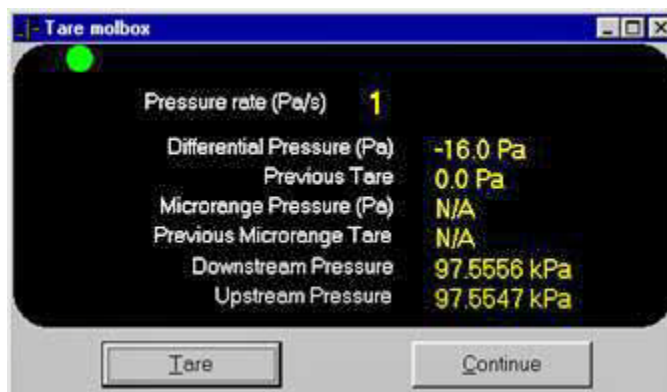 Tare molbox
Pressure rate (Pa/s) 1
Differential Pressure (Pa) -16.0 Pa
Previous Tare 0.0 Pa
Microrange Pressure (Pa) N/A
Previous Microrange Tare N/A
Downstream Pressure 97.5556 kPa
Upstream Pressure 97.5547 kPa
Tare Continue